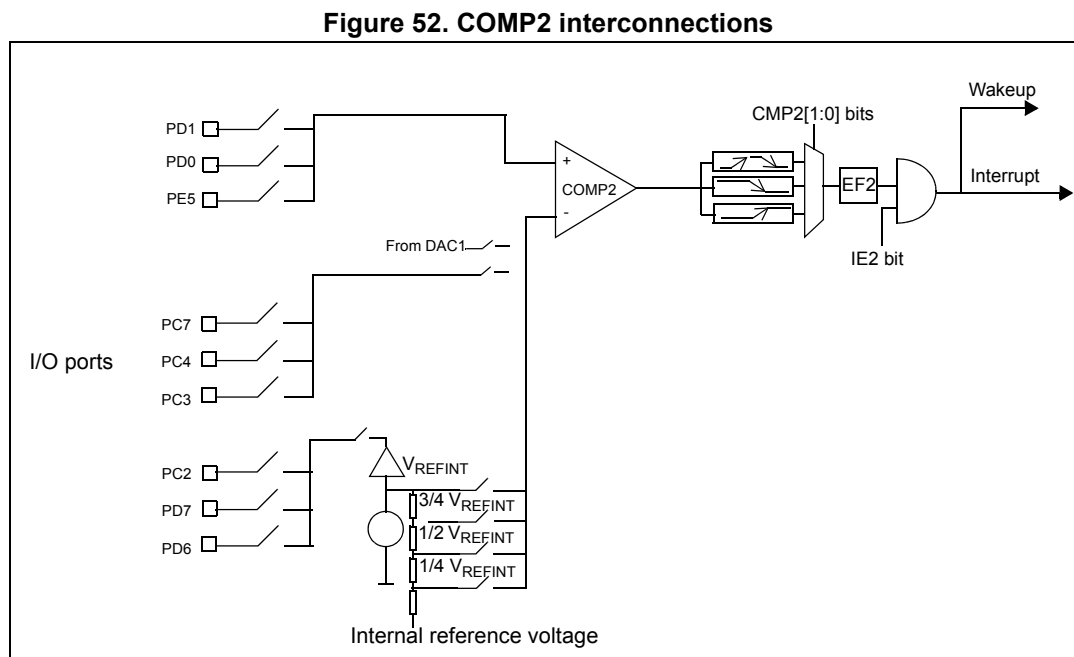 Figure 52. COMP2 interconnections
Wakeup
CMP2[1:0] bits
PD1
PD0
PE5
+
COMP2
-
EF2
Interrupt
IE2 bit
From DAC1
PC7
I/O ports
PC4
PC3
PC2
VREFINT
PD7
3/4 VREFINT
1/2 VREFINT
PD6
1/4 VREFINT
Internal reference voltage